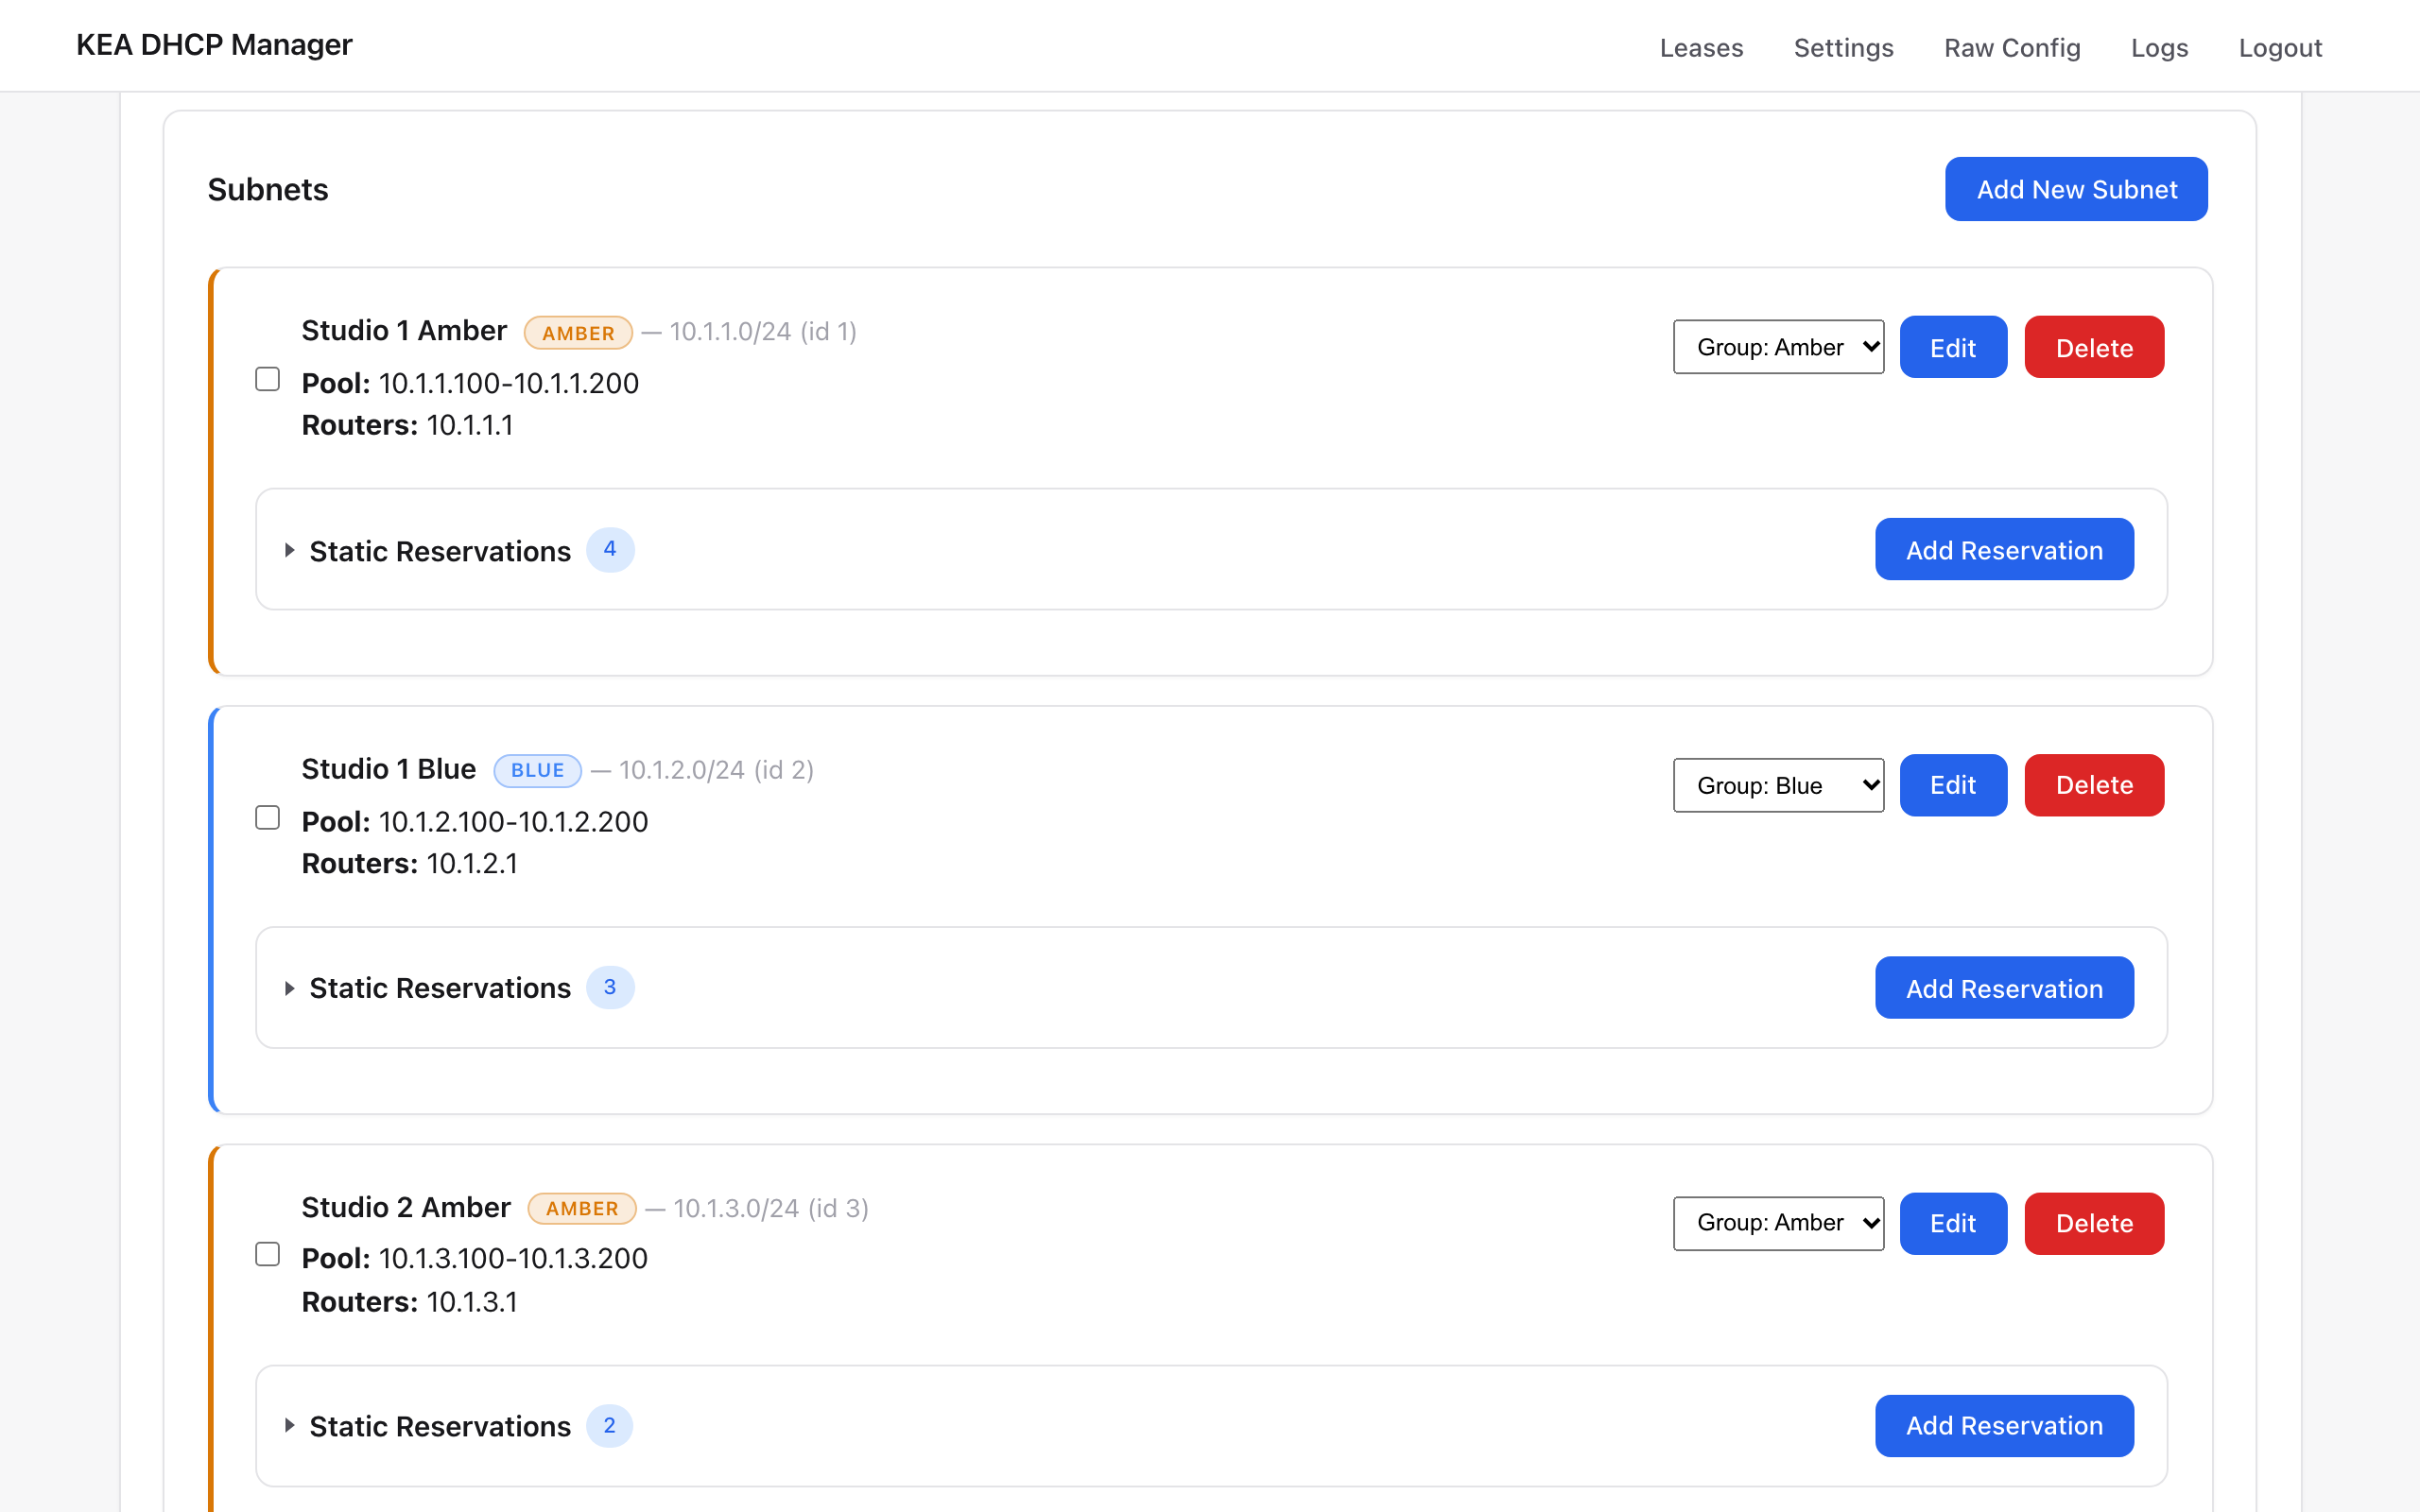 KEA DHCP Manager
Leases Settings Raw Config Logs Logout
Subnets
Add New Subnet
Studio 1 Amber AMBER — 10.1.1.0/24 (id 1)
Group: Amber Edit Delete
Pool: 10.1.1.100-10.1.1.200
Routers: 10.1.1.1
Static Reservations 4
Add Reservation
Studio 1 Blue BLUE — 10.1.2.0/24 (id 2)
Group: Blue Edit Delete
Pool: 10.1.2.100-10.1.2.200
Routers: 10.1.2.1
Static Reservations 3
Add Reservation
Studio 2 Amber AMBER — 10.1.3.0/24 (id 3)
Group: Amber Edit Delete
Pool: 10.1.3.100-10.1.3.200
Routers: 10.1.3.1
Static Reservations 2
Add Reservation